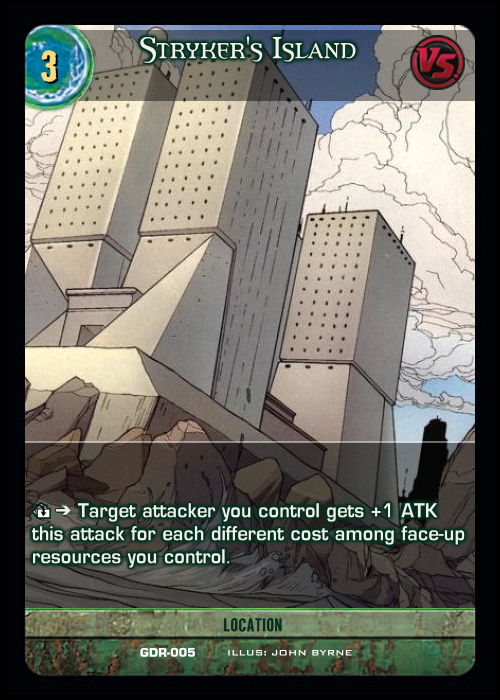 3
STRYKER'S ISLAND
VS.
➔ Target attacker you control gets +1 ATK
this attack for each different cost among face-up
resources you control.
LOCATION
GDR-005 ILLUS: JOHN BYRNE